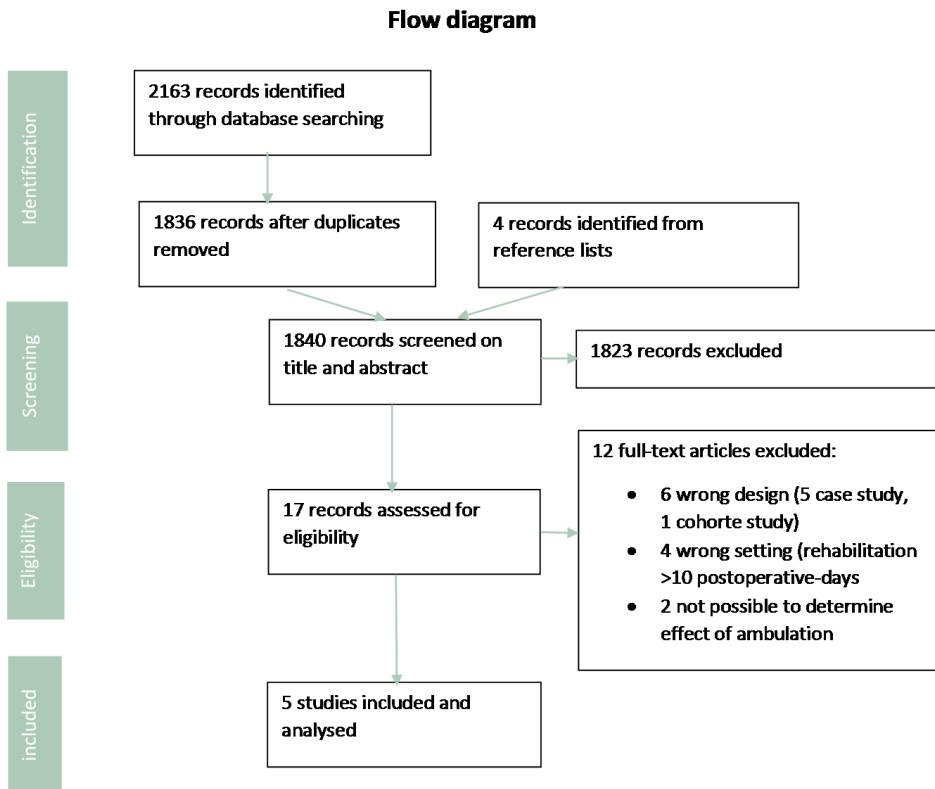 Flow diagram
Identification
2163 records identified
through database searching
1836 records after duplicates
removed
4 records identified from
reference lists
Screening
1840 records screened on
title and abstract
1823 records excluded
Eligibility
17 records assessed for
eligibility
12 full-text articles excluded:
• 6 wrong design (5 case study,
1 cohorte study)
• 4 wrong setting (rehabilitation
>10 postoperative-days
• 2 not possible to determine
effect of ambulation
included
5 studies included and
analysed